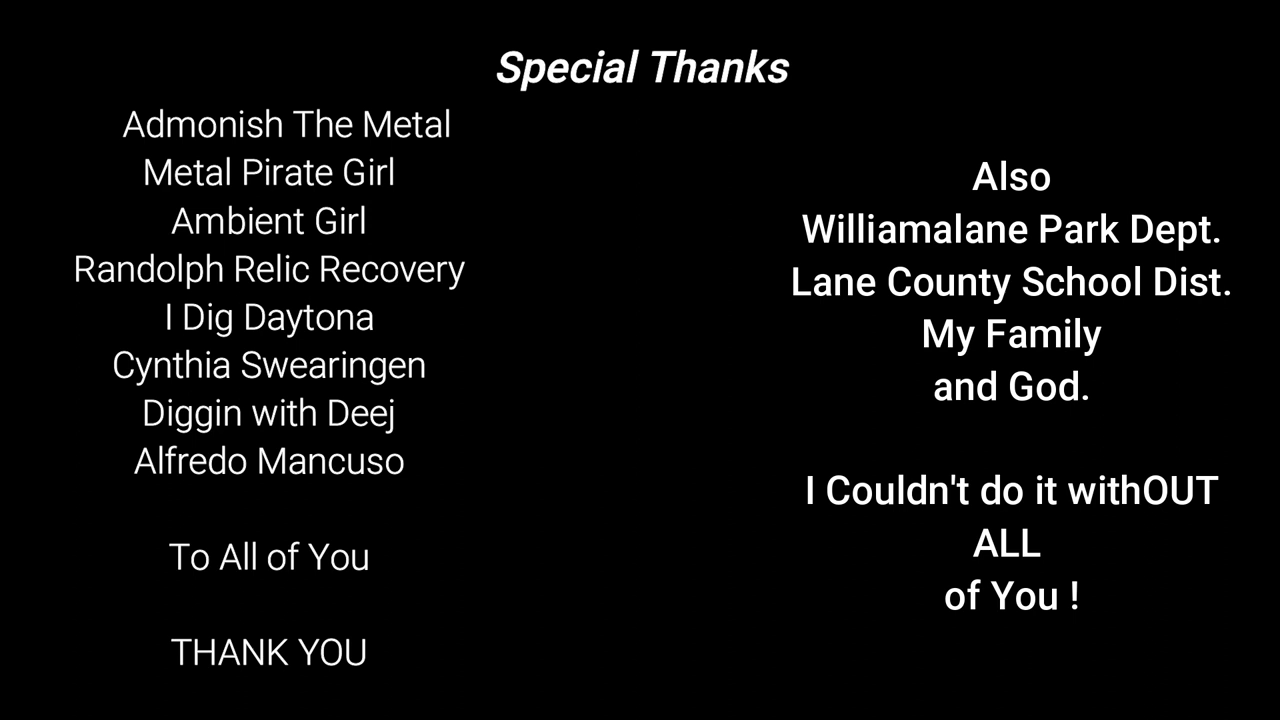 Special Thanks
Admonish The Metal
Metal Pirate Girl
Ambient Girl
Randolph Relic Recovery
I Dig Daytona
Cynthia Swearingen
Diggin with Deej
Alfredo Mancuso
To All of You
THANK YOU
Also
Williamalane Park Dept.
Lane County School Dist.
My Family
and God.
I Couldn't do it withOUT
ALL
of You !